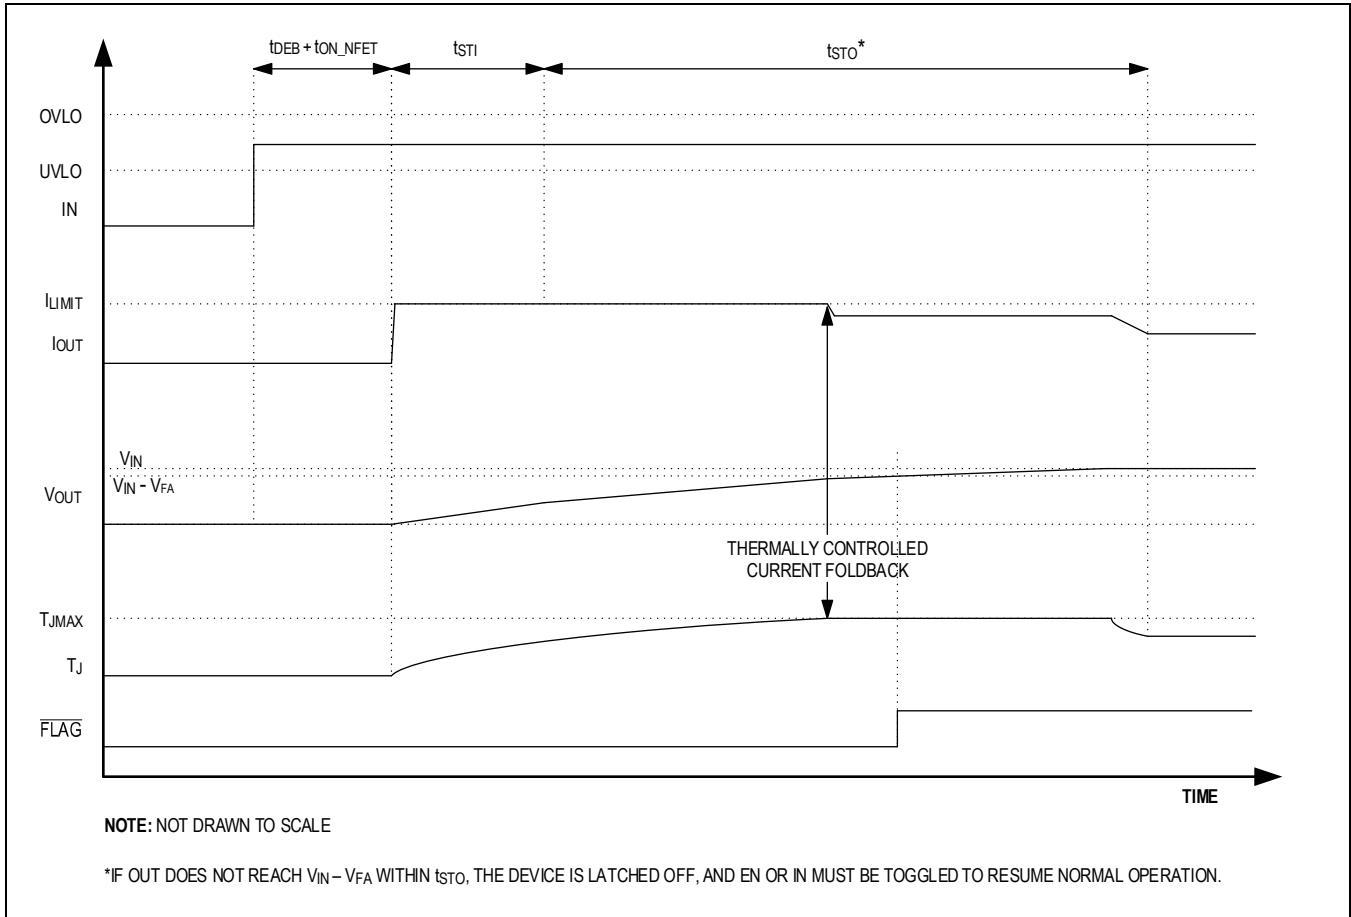 tDEB + tON_NFET
tSTI
tSTO*
OVLO
UVLO
IN
ILIMIT
IOUT
VIN
VIN - VFA
VOUT
THERMALLY CONTROLLED
CURRENT FOLDBACK
TJMAX
TJ
FLAG
TIME
NOTE: NOT DRAWN TO SCALE
*IF OUT DOES NOT REACH VIN – VFA WITHIN tSTO, THE DEVICE IS LATCHED OFF, AND EN OR IN MUST BE TOGGLED TO RESUME NORMAL OPERATION.